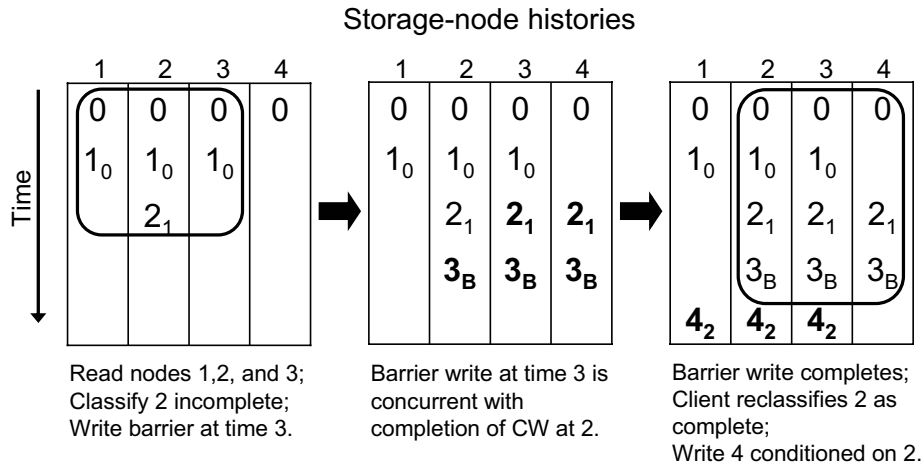 Storage-node histories
1 2 3 4
0 0 0 0
1₀ 1₀ 1₀
2₁
Time
Read nodes 1,2, and 3;
Classify 2 incomplete;
Write barrier at time 3.
1 2 3 4
0 0 0 0
1₀ 1₀ 1₀
2₁ 2₁ 2₁
3B 3B 3B
Barrier write at time 3 is
concurrent with
completion of CW at 2.
1 2 3 4
0 0 0 0
1₀ 1₀ 1₀
2₁ 2₁ 2₁
3B 3B 3B
4₂ 4₂ 4₂
Barrier write completes;
Client reclassifies 2 as
complete;
Write 4 conditioned on 2.